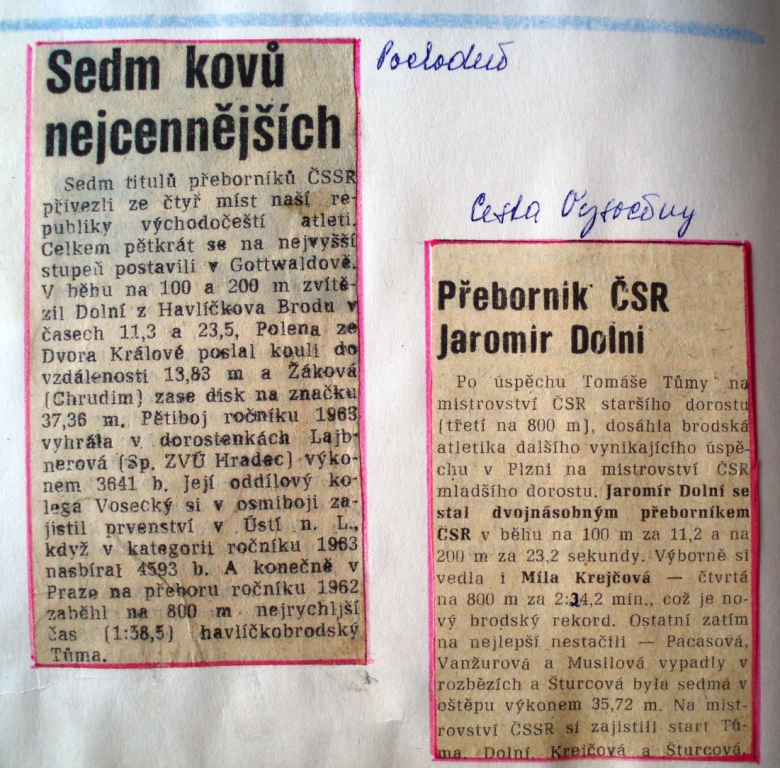 Pochodeň
Sedm kovů
nejcennějších
Sedm titulů přeborníků ČSSR
přivezli ze čtyř míst naší re-
publiky východočeští atleti.
Celkem pětkrát se na nejvyšší
stupeň postavili v Gottwaldově.
V běhu na 100 a 200 m zvítě-
zil Dolní z Havlíčkova Brodu v
časech 11,3 a 23,5, Polena ze
Dvora Králové poslal kouli do
vzdálenosti 13,83 m a Žáková
(Chrudim) zase disk na značku
37,36 m. Pětiboj ročníku 1963
vyhrála v dorostenkách Lajb-
nerová (Sp. ZVÚ Hradec) výko-
nem 3641 b. Její oddílový ko-
lega Vosecký si v osmiboji za-
jistil prvenství v Ústí n. L.,
když v kategorii ročníku 1963
nasbíral 4593 b. A konečně v
Praze na přeboru ročníku 1962
zaběhl na 800 m nejrychlejší
čas (1:58,5) havlíčkobrodský
Tůma.
Cesta Vysočiny
Přeborník ČSR
Jaromír Dolní
Po úspěchu Tomáše Tůmy na
mistrovství ČSR staršího dorostu
(třetí na 800 m), dosáhla brodská
atletika dalšího vynikajícího úspě-
chu v Plzni na mistrovství ČSR
mladšího dorostu. Jaromír Dolní se
stal dvojnásobným přeborníkem
ČSR v běhu na 100 m za 11,2 a na
200 m za 23,2 sekundy. Výborně si
vedla i Míla Krejčová — čtvrtá
na 800 m za 2:24,2 min., což je no-
vý brodský rekord. Ostatní zatím
na nejlepší nestačili — Pacasová,
Vanžurová a Musilová vypadly v
rozbězích a Šturcová byla sedmá v
oštěpu výkonem 35,72 m. Na mist-
rovství ČSSR si zajistili start Tů-
ma, Dolní, Krejčová a Šturcová.